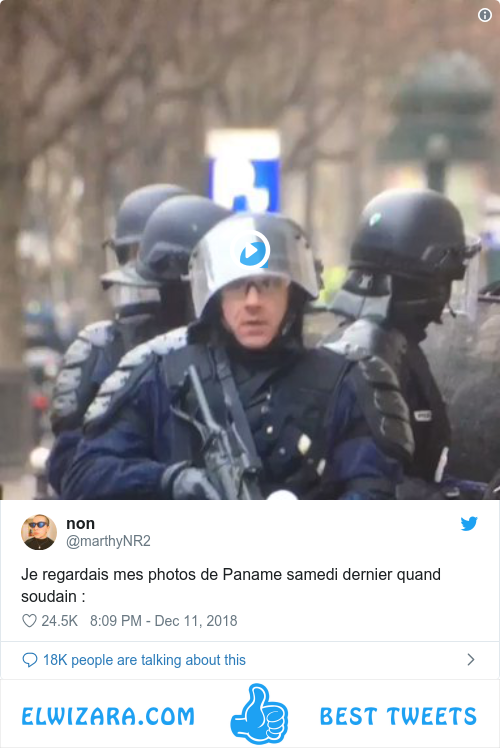 non
@marthyNR2
Je regardais mes photos de Paname samedi dernier quand
soudain :
24.5K 8:09 PM - Dec 11, 2018
18K people are talking about this
ELWIZARA.COM BEST TWEETS